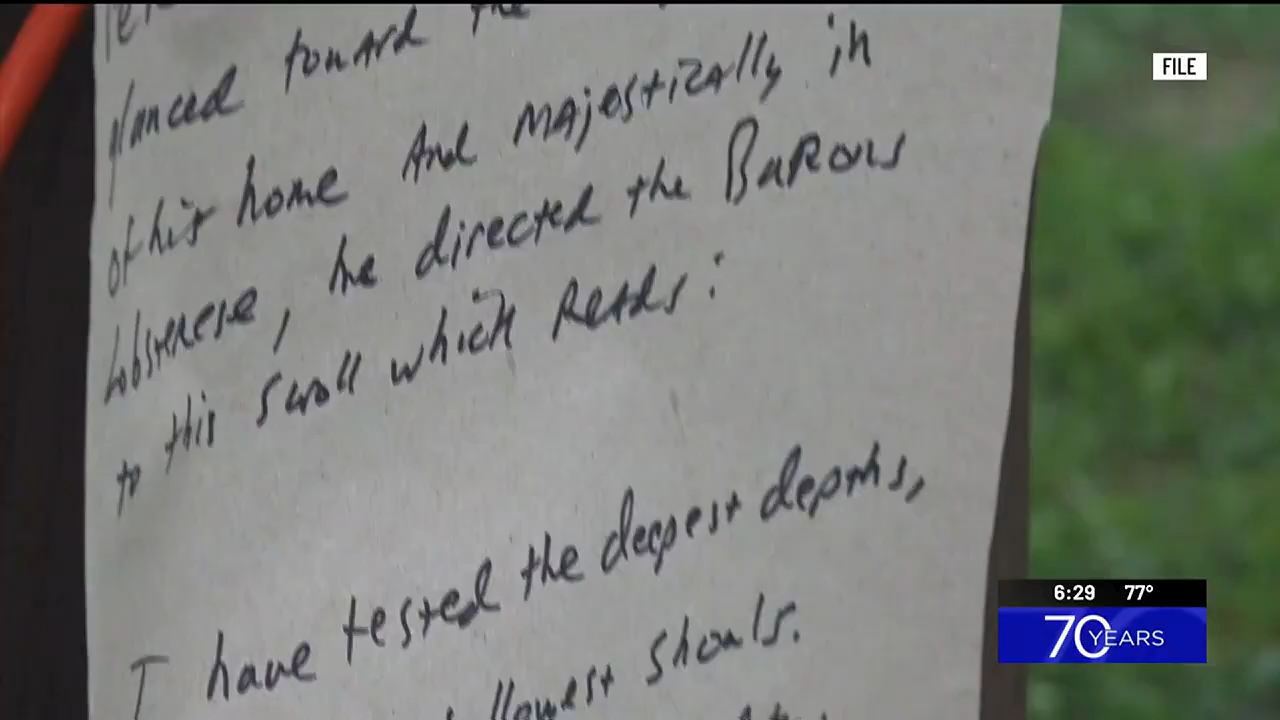 the
glanced toward the
of his home And MAjesticAlly in
lobsterese, he directed the BARons
to this scroll which ReAds:
I have tested the deepest depths,
shoals.
FILE
6:29 77°
70 YEARS